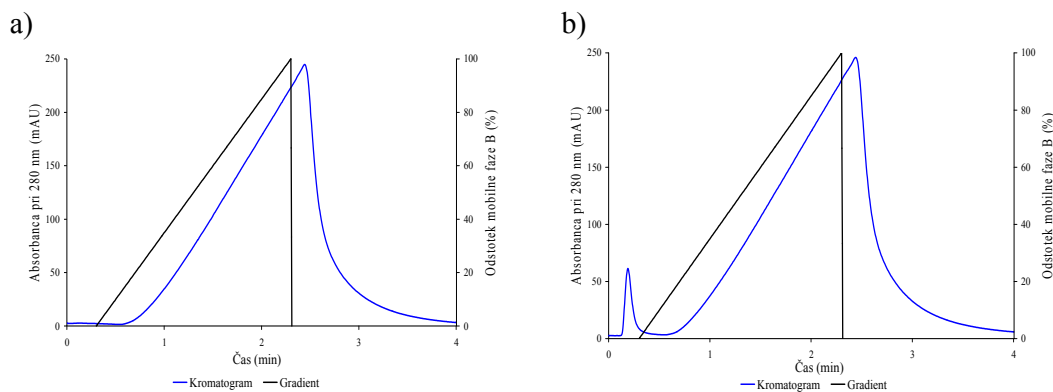 a)
Absorbanca pri 280 nm (mAU)
250
200
150
100
50
0
0
1
2
3
4
100
80
60
40
20
0
Odstotek mobilne faze B (%)
Čas (min)
Kromatogram
Gradient
b)
Absorbanca pri 280 nm (mAU)
250
200
150
100
50
0
0
1
2
3
4
100
80
60
40
20
0
Odstotek mobilne faze B (%)
Čas (min)
Kromatogram
Gradient